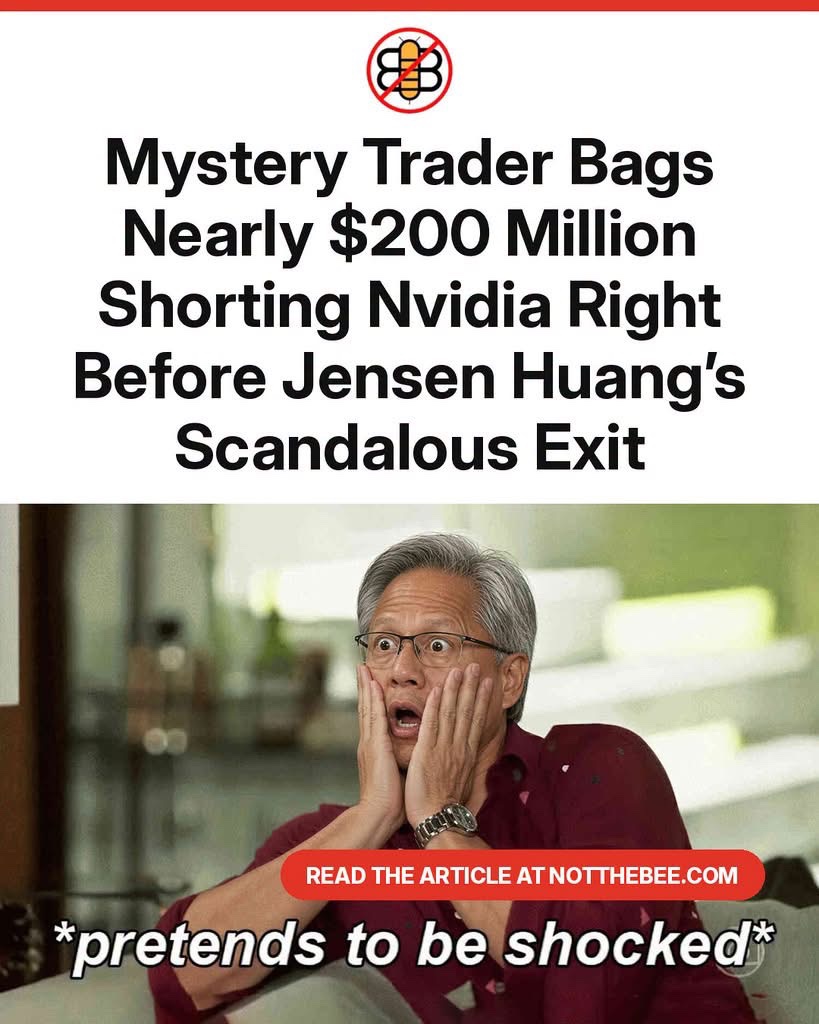 Mystery Trader Bags
Nearly $200 Million
Shorting Nvidia Right
Before Jensen Huang’s
Scandalous Exit
READ THE ARTICLE AT NOTTHEBEE.COM
*pretends to be shocked*